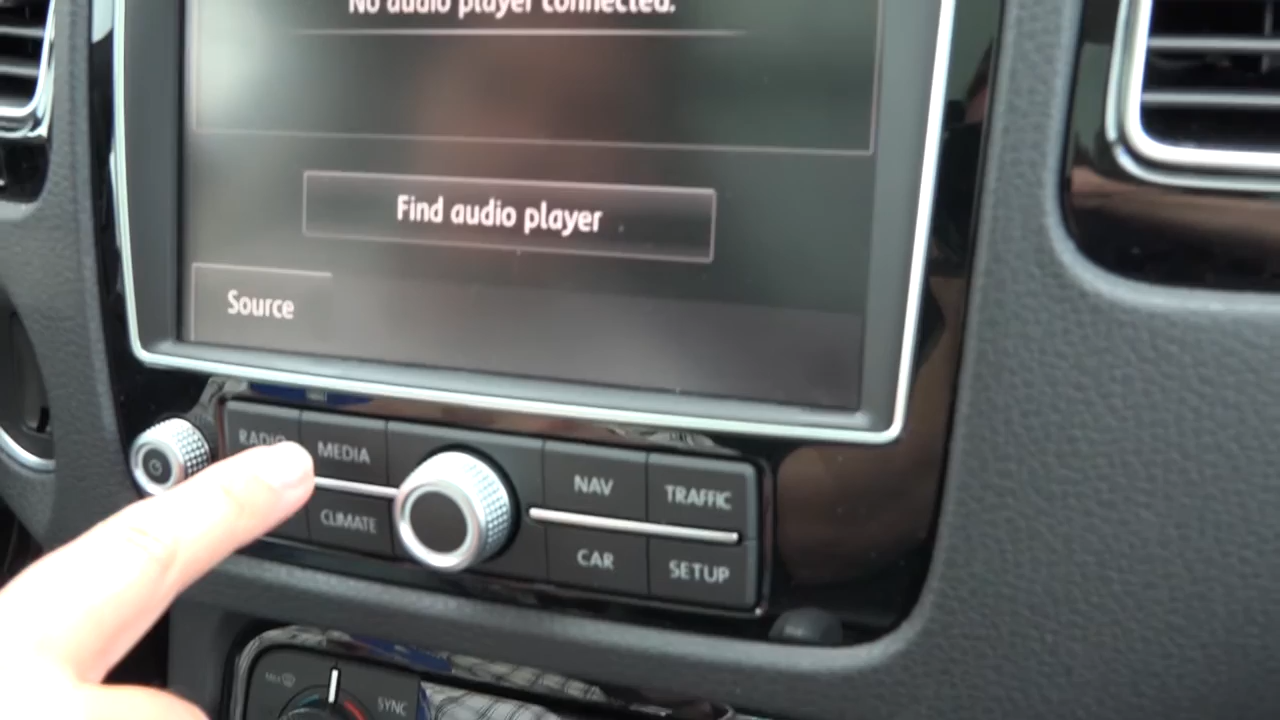 No audio player connected.
Find audio player
Source
RADIO
MEDIA
NAV
TRAFFIC
CLIMATE
CAR
SETUP
SYNC